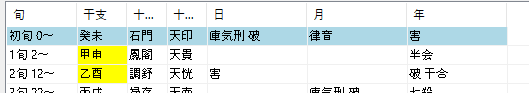 旬 干支 十... 十... 日 月 年
初旬 0～ 癸未 石門 天印 庫気刑 破 律音 害
1旬 2～ 甲申 鳳閣 天貴 半会
2旬 12～ 乙酉 調舒 天恍 害 破 干合